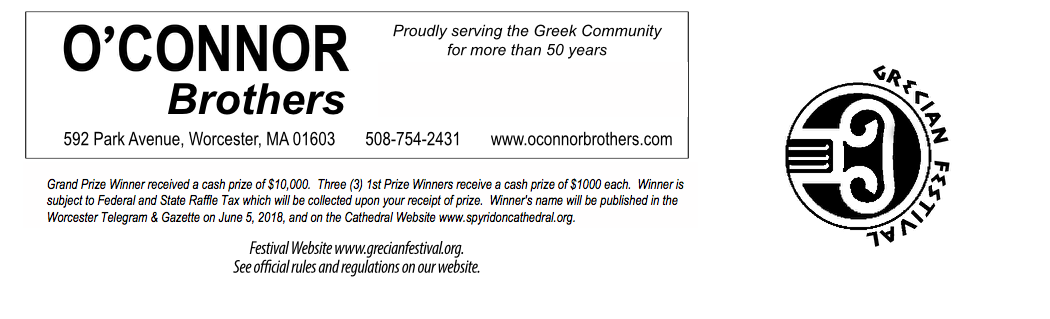 O'CONNOR
Brothers
Proudly serving the Greek Community
for more than 50 years
592 Park Avenue, Worcester, MA 01603 508-754-2431 www.oconnorbrothers.com
Grand Prize Winner received a cash prize of $10,000. Three (3) 1st Prize Winners receive a cash prize of $1000 each. Winner is
subject to Federal and State Raffle Tax which will be collected upon your receipt of prize. Winner's name will be published in the
Worcester Telegram & Gazette on June 5, 2018, and on the Cathedral Website www.spyridoncathedral.org.
Festival Website www.grecianfestival.org.
See official rules and regulations on our website.
GRECIAN FESTIVAL